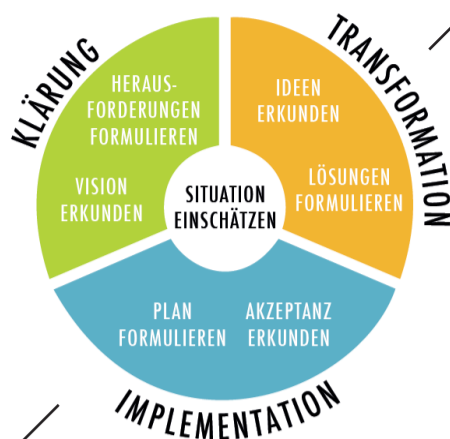 KLÄRUNG
HERAUS-
FORDERUNGEN
FORMULIEREN
VISION
ERKUNDEN
TRANSFORMATION
IDEEN
ERKUNDEN
LÖSUNGEN
FORMULIEREN
SITUATION
EINSCHÄTZEN
PLAN
FORMULIEREN
AKZEPTANZ
ERKUNDEN
IMPLEMENTATION